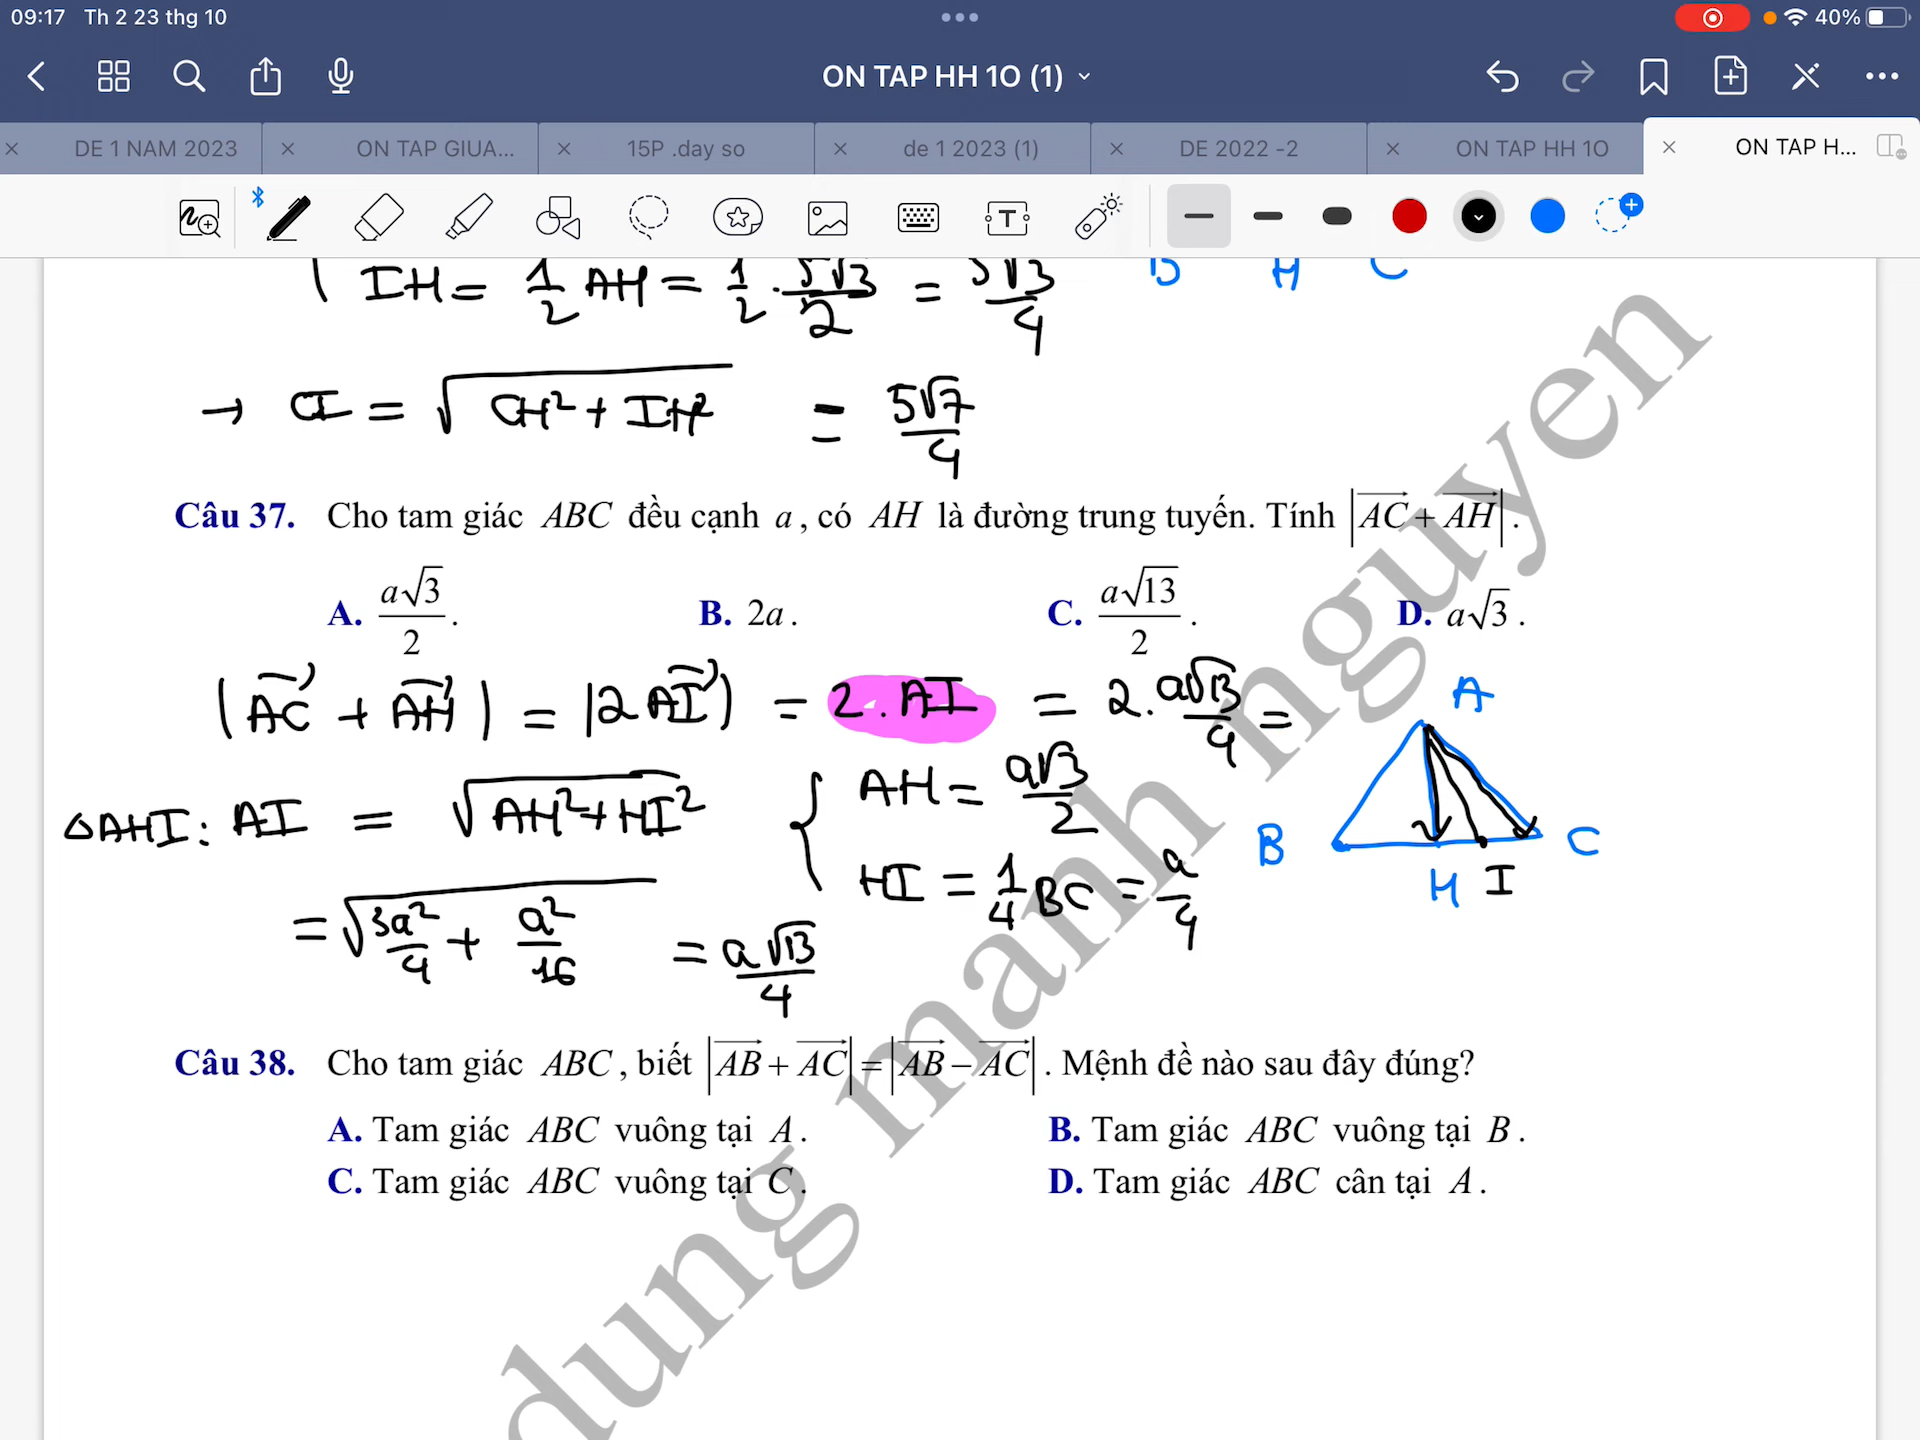 09:17 Th 2 23 thg 10 40%
ON TAP HH 1O (1)
DE 1 NAM 2023 ON TAP GIUA... 15P .day so de 1 2023 (1) DE 2022 -2 ON TAP HH 1O ON TAP H...
IH = 1/2 AH = 1/2 . 5√3/2 = 5√3/4
B H C
→ CI = √(CH² + IH²) = 5√7/4
Câu 37. Cho tam giác ABC đều cạnh a, có AH là đường trung tuyến. Tính |AC + AH|.
A. a√3/2. B. 2a. C. a√13/2. D. a√3.
|AC + AH| = |2AI| = 2.AI = 2. a√13/4 =
A
ΔAHI: AI = √(AH² + HI²) { AH = a√3/2
B C
HI = 1/4 BC = a/4
H I
= √(3a²/4 + a²/16) = a√13/4
Câu 38. Cho tam giác ABC, biết |AB + AC| = |AB − AC|. Mệnh đề nào sau đây đúng?
A. Tam giác ABC vuông tại A. B. Tam giác ABC vuông tại B.
C. Tam giác ABC vuông tại C. D. Tam giác ABC cân tại A.
dung manh nguyen